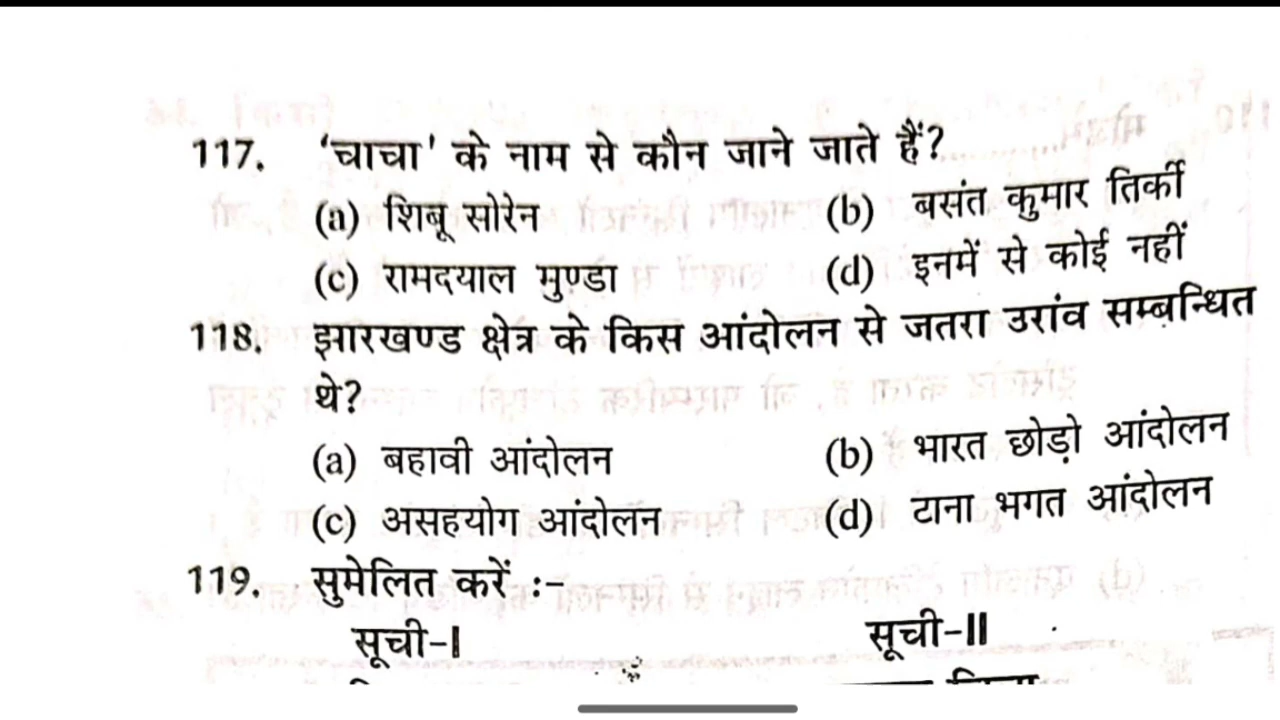 117. 'चाचा' के नाम से कौन जाने जाते हैं?
(a) शिबू सोरेन (b) बसंत कुमार तिर्की
(c) रामदयाल मुण्डा (d) इनमें से कोई नहीं
118. झारखण्ड क्षेत्र के किस आंदोलन से जतरा उरांव सम्बन्धित
थे?
(a) बहावी आंदोलन (b) भारत छोड़ो आंदोलन
(c) असहयोग आंदोलन (d) टाना भगत आंदोलन
119. सुमेलित करें :-
सूची-I सूची-II